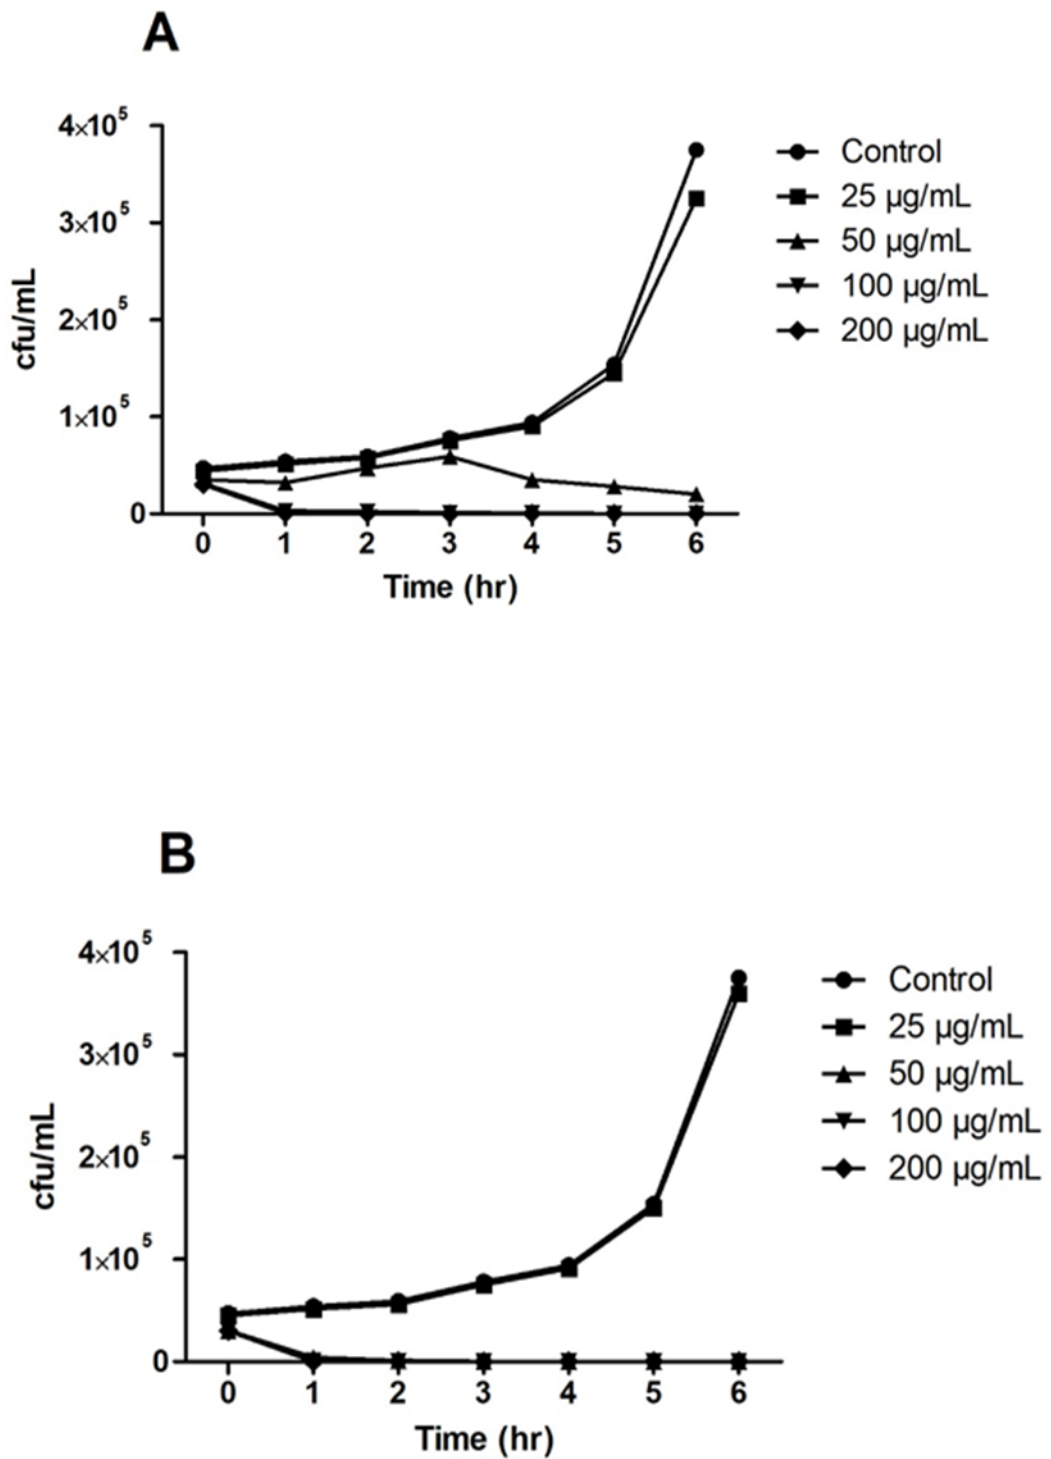 A
4×10⁵
3×10⁵
2×10⁵
1×10⁵
0
cfu/mL
0 1 2 3 4 5 6
Time (hr)
Control
25 µg/mL
50 µg/mL
100 µg/mL
200 µg/mL
B
4×10⁵
3×10⁵
2×10⁵
1×10⁵
0
cfu/mL
0 1 2 3 4 5 6
Time (hr)
Control
25 µg/mL
50 µg/mL
100 µg/mL
200 µg/mL